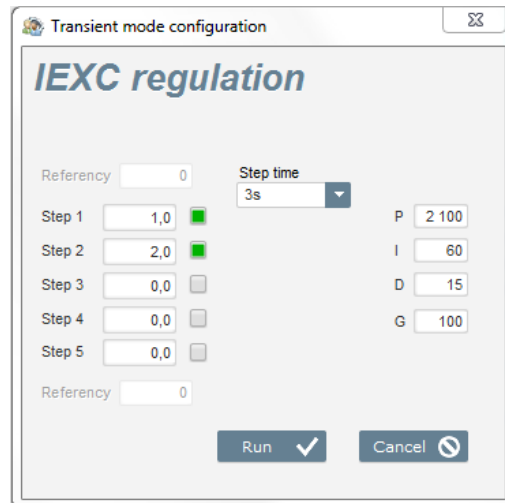 Transient mode configuration
IEXC regulation
Referency 0
Step time
3s
Step 1 1,0
P 2 100
Step 2 2,0
I 60
Step 3 0,0
D 15
Step 4 0,0
G 100
Step 5 0,0
Referency 0
Run
Cancel